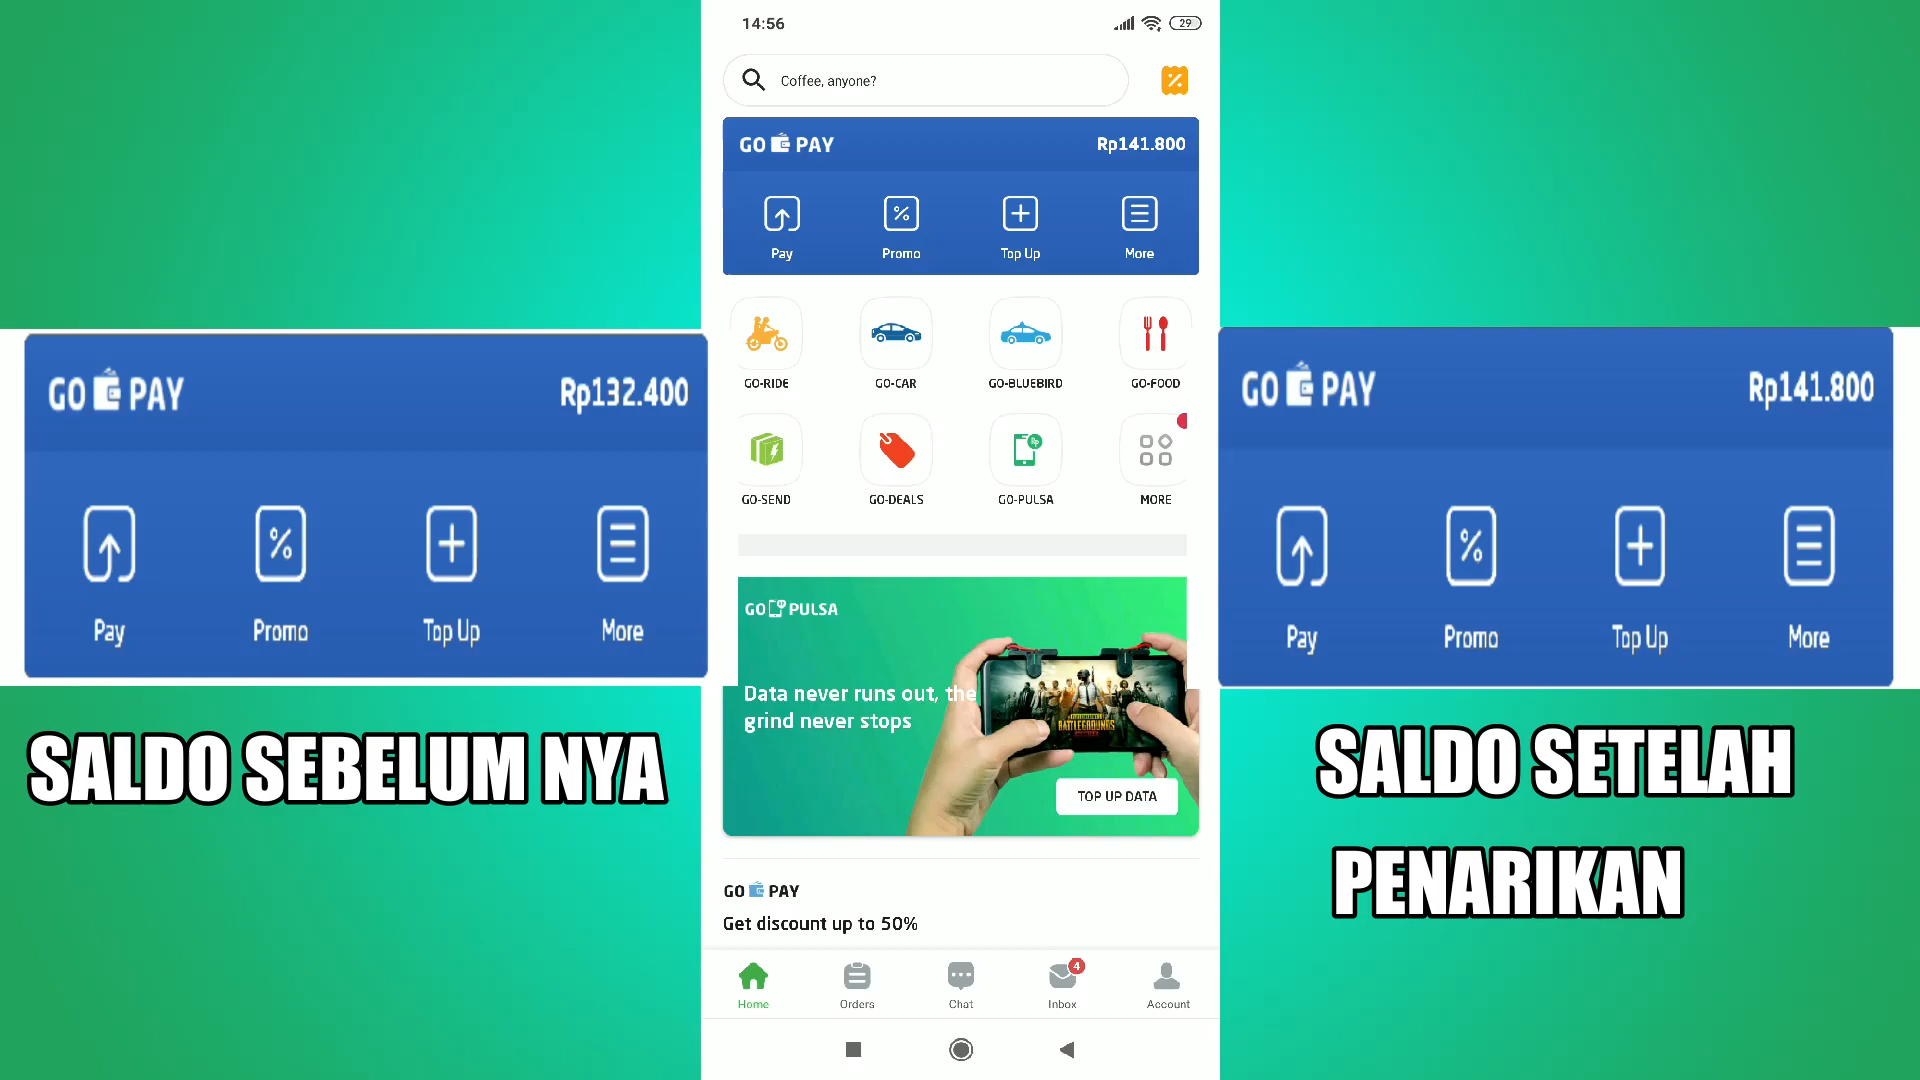 14:56
29
Coffee, anyone?
GO PAY
Rp141.800
Pay
Promo
Top Up
More
GO-RIDE
GO-CAR
GO-BLUEBIRD
GO-FOOD
GO-SEND
GO-DEALS
Rp
GO-PULSA
MORE
GO PULSA
Data never runs out, the
grind never stops
BATTLEGROUNDS
TOP UP DATA
GO PAY
Get discount up to 50%
Home
Orders
Chat
4
Inbox
Account
GO PAY
Rp132.400
Pay
Promo
Top Up
More
SALDO SEBELUM NYA
GO PAY
Rp141.800
Pay
Promo
Top Up
More
SALDO SETELAH
PENARIKAN